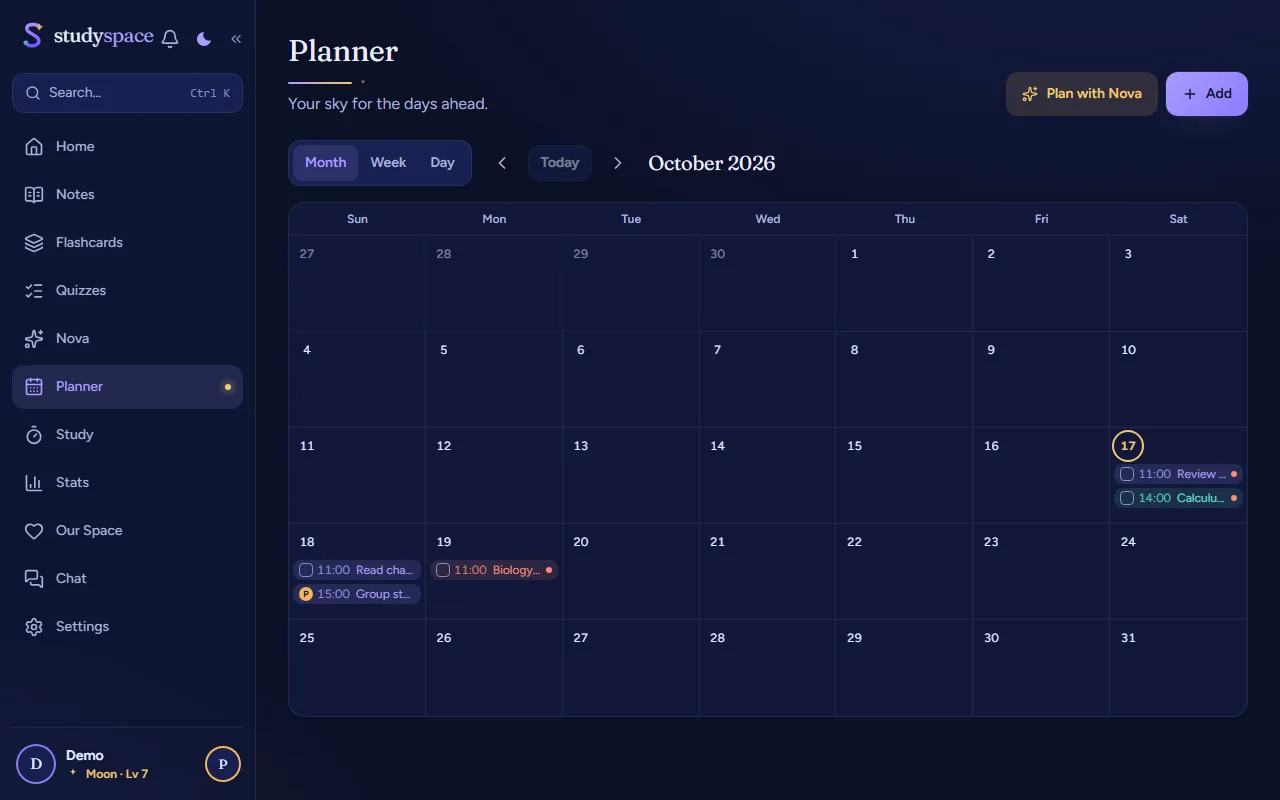 studyspace
Search... Ctrl K
Home
Notes
Flashcards
Quizzes
Nova
Planner
Study
Stats
Our Space
Chat
Settings
D
Demo
Moon · Lv 7
P
Planner
Your sky for the days ahead.
Plan with Nova
+ Add
Month Week Day
Today
October 2026
Sun Mon Tue Wed Thu Fri Sat
27 28 29 30 1 2 3
4 5 6 7 8 9 10
11 12 13 14 15 16 17
11:00 Review ...
14:00 Calculu...
18 19 20 21 22 23 24
11:00 Read cha... 11:00 Biology...
P 15:00 Group st...
25 26 27 28 29 30 31